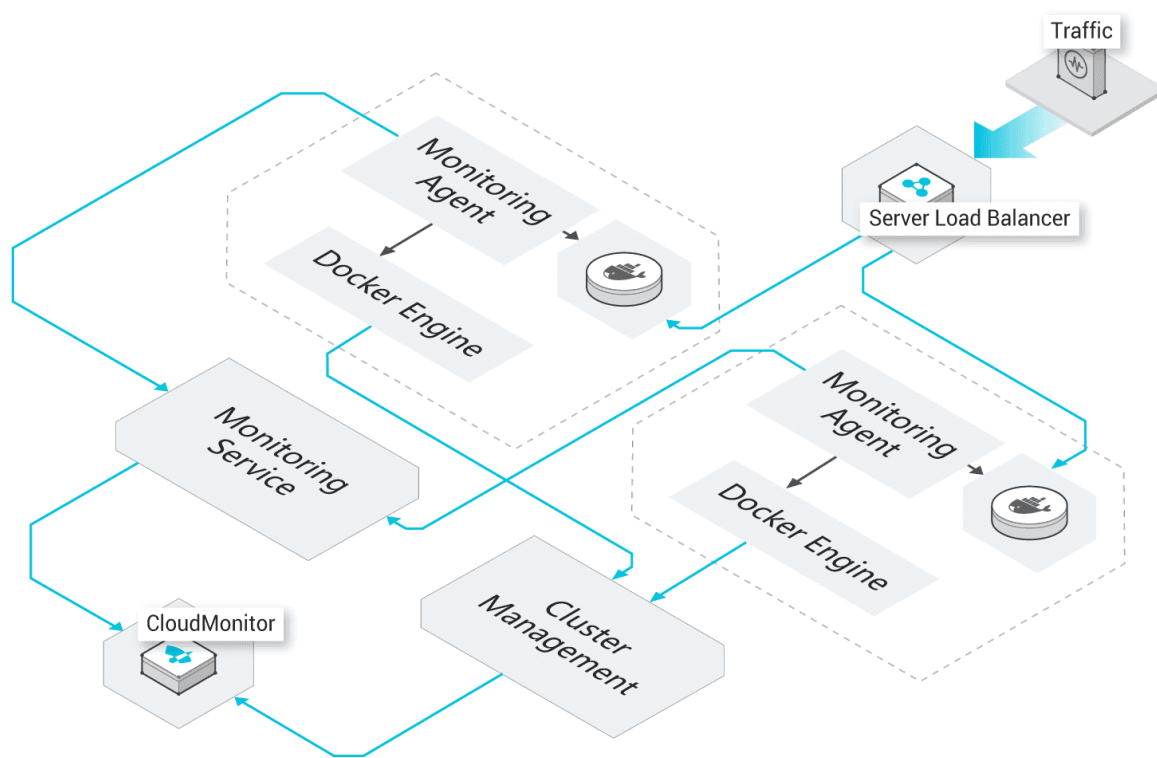 Traffic
Server Load Balancer
Monitoring
Agent
Docker Engine
Monitoring
Agent
Docker Engine
Monitoring
Service
Cluster
Management
CloudMonitor